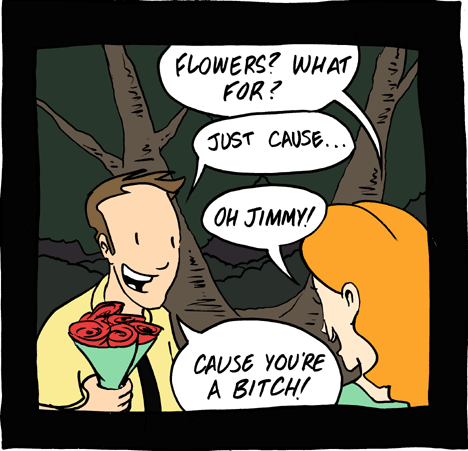 FLOWERS? WHAT
FOR?
JUST CAUSE...
OH JIMMY!
CAUSE YOU'RE
A BITCH!